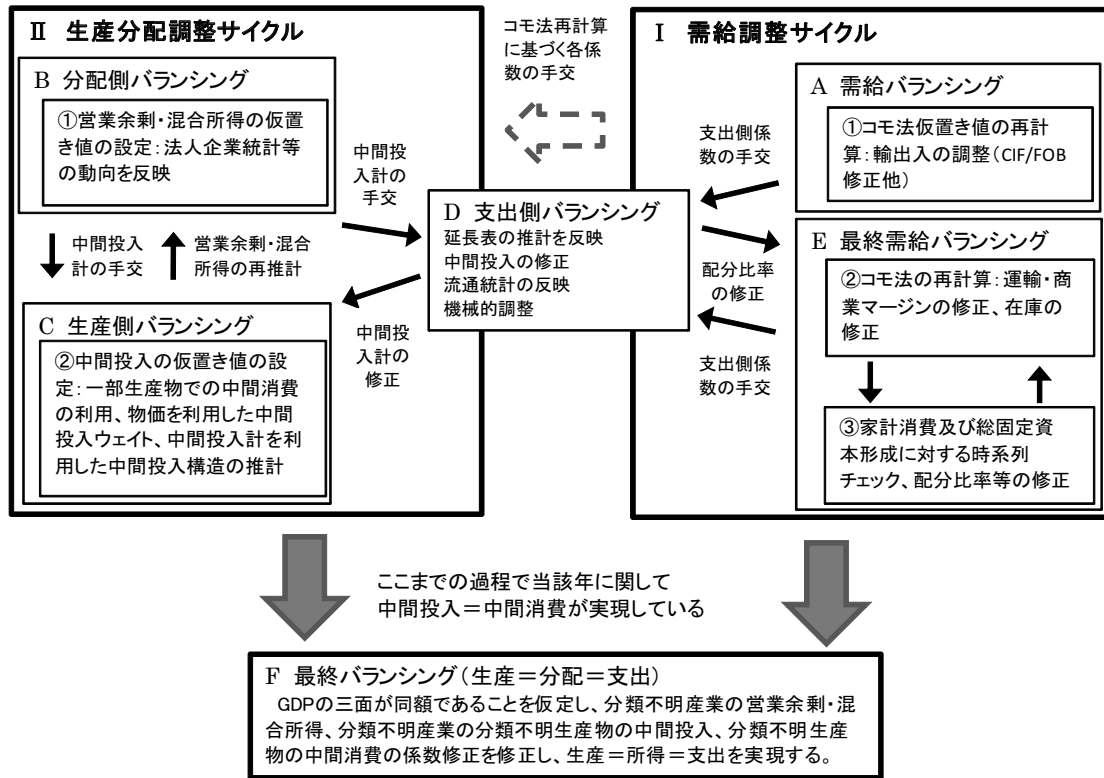 Ⅱ 生産分配調整サイクル
B 分配側バランシング
①営業余剰・混合所得の仮置
き値の設定：法人企業統計等
の動向を反映
中間投入
計の手交
営業余剰・混合
所得の再推計
C 生産側バランシング
②中間投入の仮置き値の設
定：一部生産物での中間消費
の利用、物価を利用した中間
投入ウェイト、中間投入計を利
用した中間投入構造の推計
中間投
入計の
手交
中間投
入計の
修正
コモ法再計算
に基づく各係
数の手交
D 支出側バランシング
延長表の推計を反映
中間投入の修正
流通統計の反映
機械的調整
Ⅰ 需給調整サイクル
支出側係
数の手交
配分比率
の修正
支出側係
数の手交
A 需給バランシング
①コモ法仮置き値の再計
算：輸出入の調整（CIF/FOB
修正他）
E 最終需給バランシング
②コモ法の再計算：運輸・商
業マージンの修正、在庫の
修正
③家計消費及び総固定資
本形成に対する時系列
チェック、配分比率等の修正
ここまでの過程で当該年に関して
中間投入＝中間消費が実現している
F 最終バランシング（生産＝分配＝支出）
GDPの三面が同額であることを仮定し、分類不明産業の営業余剰・混
合所得、分類不明産業の分類不明生産物の中間投入、分類不明生産
物の中間消費の係数修正を修正し、生産＝所得＝支出を実現する。